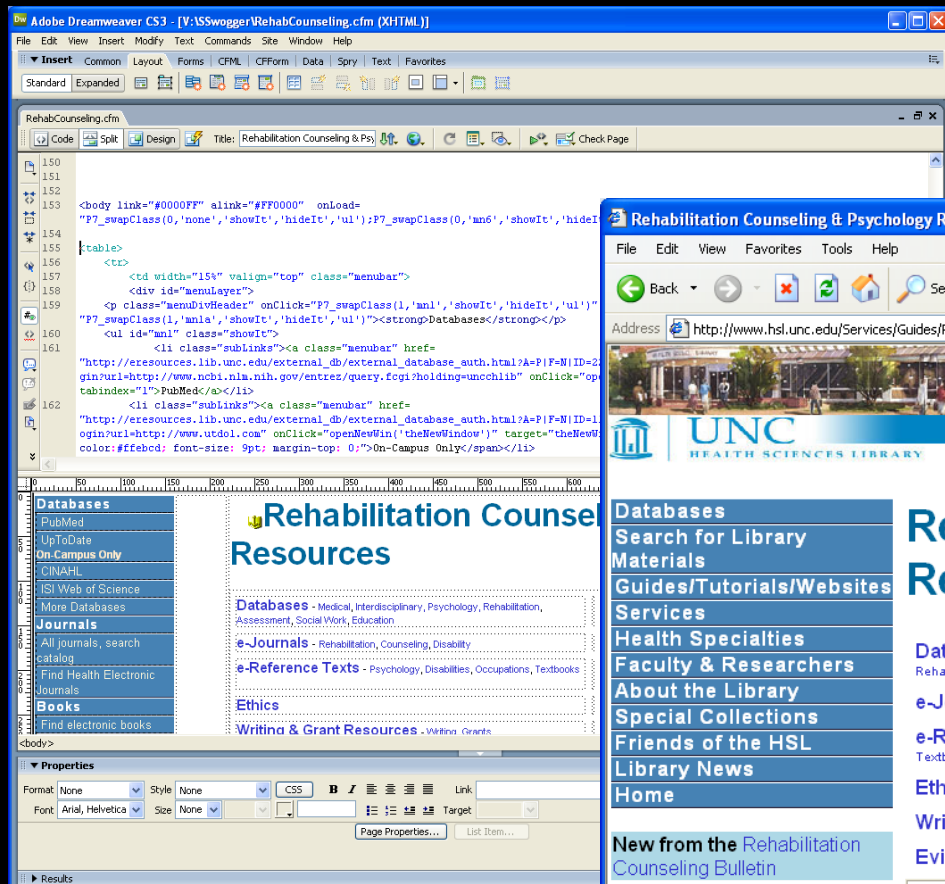 Adobe Dreamweaver CS3 - [V:\SSwogger\RehabCounseling.cfm (XHTML)]
File Edit View Insert Modify Text Commands Site Window Help
▼ Insert Common Layout Forms CFML CFForm Data Spry Text Favorites
Standard Expanded
RehabCounseling.cfm
Code Split Design Title: Rehabilitation Counseling & Psy Check Page
150
151
152
153 <body link="#0000FF" alink="#FF0000" onLoad=
"P7_swapClass(0,'none','showIt','hideIt','ul');P7_swapClass(0,'mn6','showIt','hideI
154
155 <table>
156 <tr>
157 <td width="15%" valign="top" class="menubar">
158 <div id="menuLayer">
159 <p class="menuDivHeader" onClick="P7_swapClass(1,'mn1','showIt','hideIt','ul')"
"P7_swapClass(1,'mn1a','showIt','hideIt','ul')"><strong>Databases</strong></p>
160 <ul id="mn1" class="showIt">
161 <li class="subLinks"><a class="menubar" href=
"http://eresources.lib.unc.edu/external_db/external_database_auth.html?A=P|F=N|ID=2
gin?url=http://www.ncbi.nlm.nih.gov/entrez/query.fcgi?holding=uncchlib" onClick="op
tabindex="1">PubMed</a></li>
162 <li class="subLinks"><a class="menubar" href=
"http://eresources.lib.unc.edu/external_db/external_database_auth.html?A=P|F=N|ID=1
ogin?url=http://www.utdol.com" onClick="openNewWin('theNewWindow')" target="theNewW
color:#ffebcd; font-size: 9pt; margin-top: 0;">On-Campus Only</span></li>
0 50 100 150 200 250 300 350 400 450 500 550 600
Databases
PubMed
UpToDate
On-Campus Only
CINAHL
ISI Web of Science
More Databases
Journals
All journals, search
catalog
Find Health Electronic
Journals
Books
Find electronic books
Rehabilitation Counsel
Resources
Databases - Medical, Interdisciplinary, Psychology, Rehabilitation,
Assessment, Social Work, Education
e-Journals - Rehabilitation, Counseling, Disability
e-Reference Texts - Psychology, Disabilities, Occupations, Textbooks
Ethics
Writing & Grant Resources - Writing, Grants
<body>
▼ Properties
Format None Style None CSS B I Link
Font Arial, Helvetica Size None Target
Page Properties... List Item...
Results
Rehabilitation Counseling & Psychology R
File Edit View Favorites Tools Help
Back Se
Address http://www.hsl.unc.edu/Services/Guides/
UNC
HEALTH SCIENCES LIBRARY
Databases
Search for Library
Materials
Guides/Tutorials/Websites
Services
Health Specialties
Faculty & Researchers
About the Library
Special Collections
Friends of the HSL
Library News
Home
New from the Rehabilitation
Counseling Bulletin
Re
Re
Dat
Reha
e-J
e-R
Textb
Eth
Wri
Evi